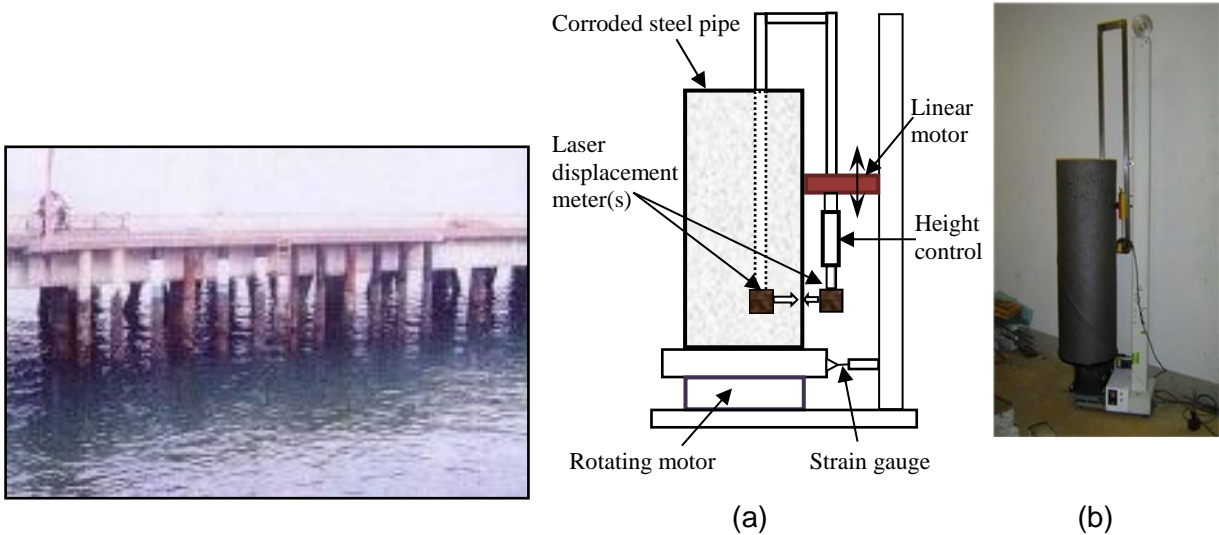 Corroded steel pipe
Laser
displacement
meter(s)
Linear
motor
Height
control
Rotating motor
Strain gauge
(a)
(b)